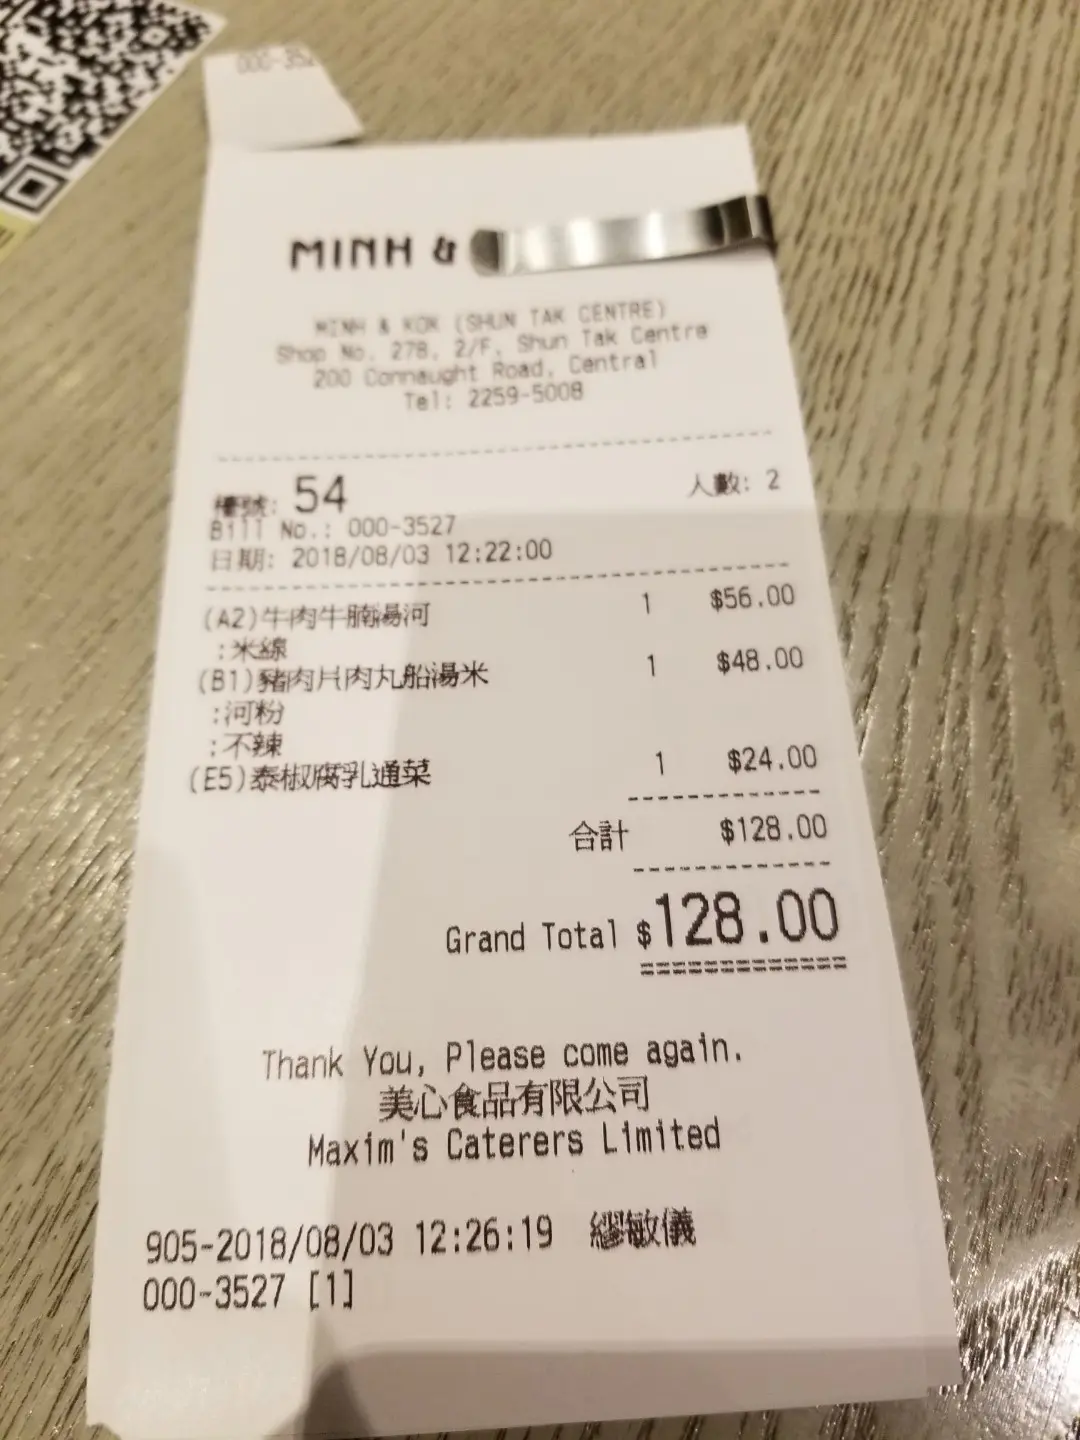 000-352
MINH &
MINH & KOK (SHUN TAK CENTRE)
Shop No. 278, 2/F, Shun Tak Centre
200 Connaught Road, Central
Tel: 2259-5008
檯號: 54 人數: 2
Bill No.: 000-3527
日期: 2018/08/03 12:22:00
(A2)牛肉牛腩湯河 1 $56.00
:米線
(B1)豬肉片肉丸船湯米 1 $48.00
:河粉
:不辣
(E5)泰椒腐乳通菜 1 $24.00
合計 $128.00
Grand Total $128.00
Thank You, Please come again.
美心食品有限公司
Maxim's Caterers Limited
905-2018/08/03 12:26:19 繆敏儀
000-3527 [1]